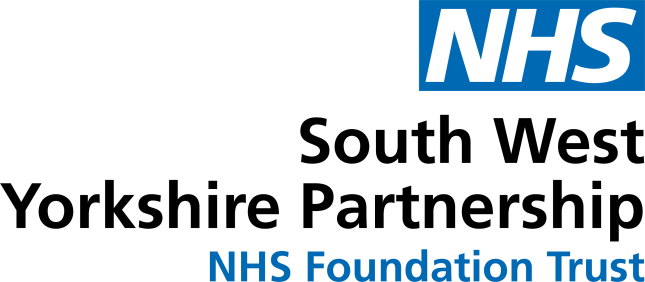 NHS
South West
Yorkshire Partnership
NHS Foundation Trust